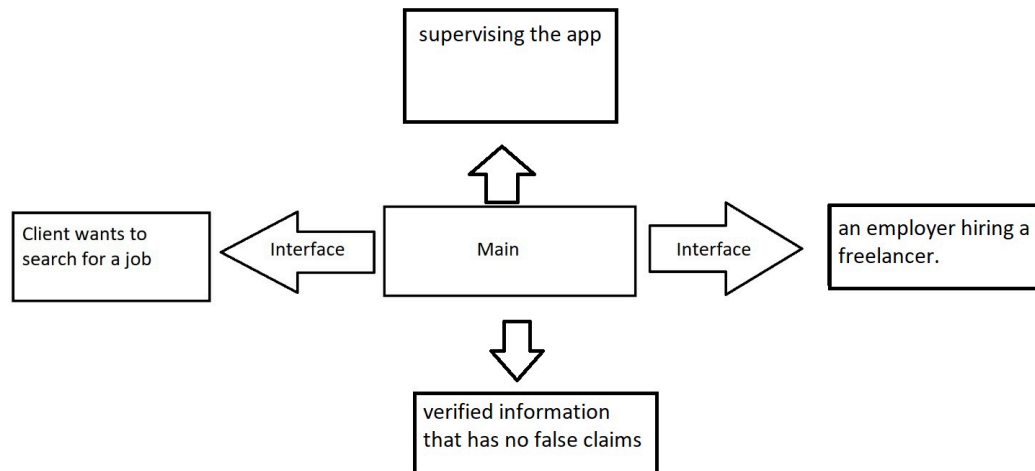 supervising the app
Client wants to
search for a job
Interface
Main
Interface
an employer hiring a
freelancer.
verified information
that has no false claims